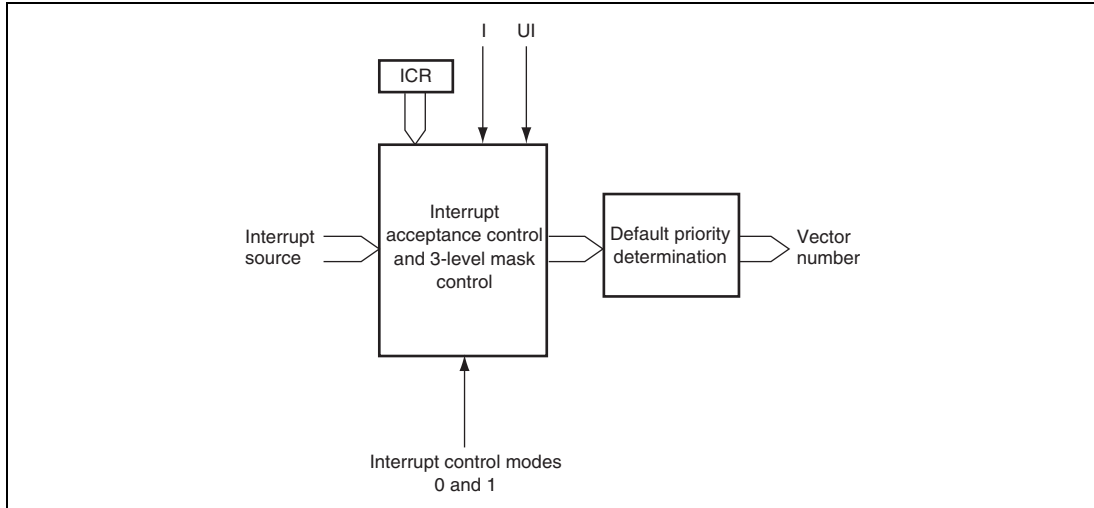 I UI
ICR
Interrupt
acceptance control
and 3-level mask
control
Interrupt
source
Default priority
determination
Vector
number
Interrupt control modes
0 and 1